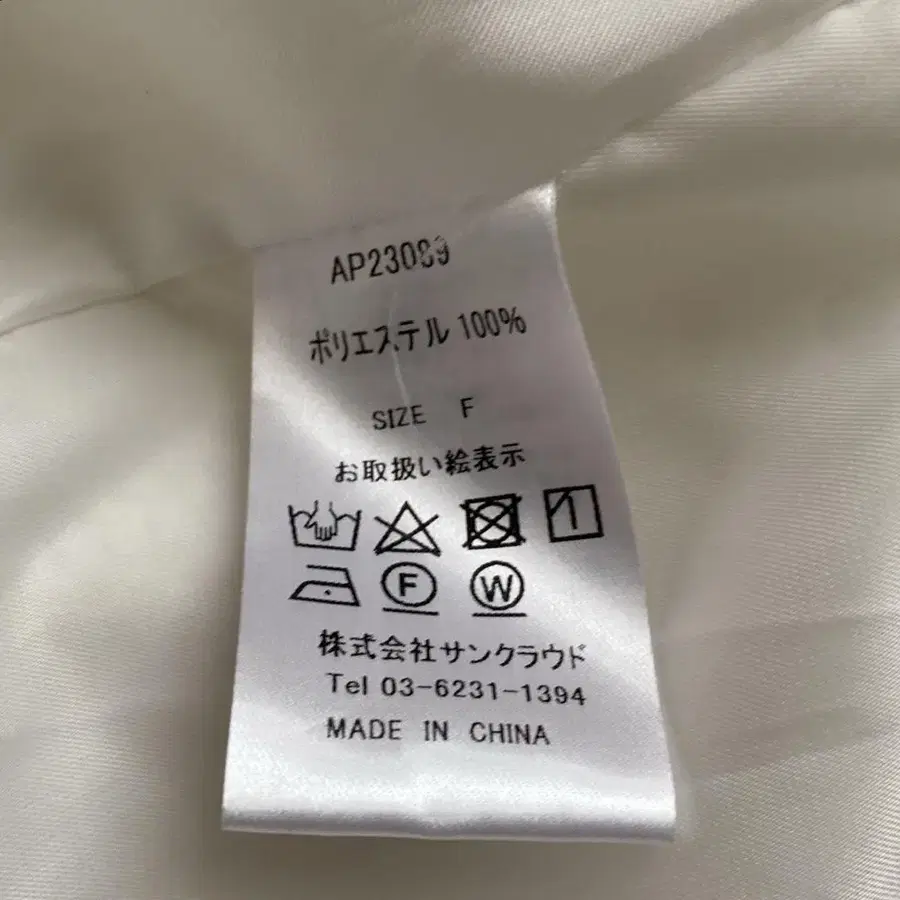 AP23089
ポリエステル 100%
SIZE F
お取扱い絵表示
F W
株式会社サンクラウド
Tel 03-6231-1394
MADE IN CHINA